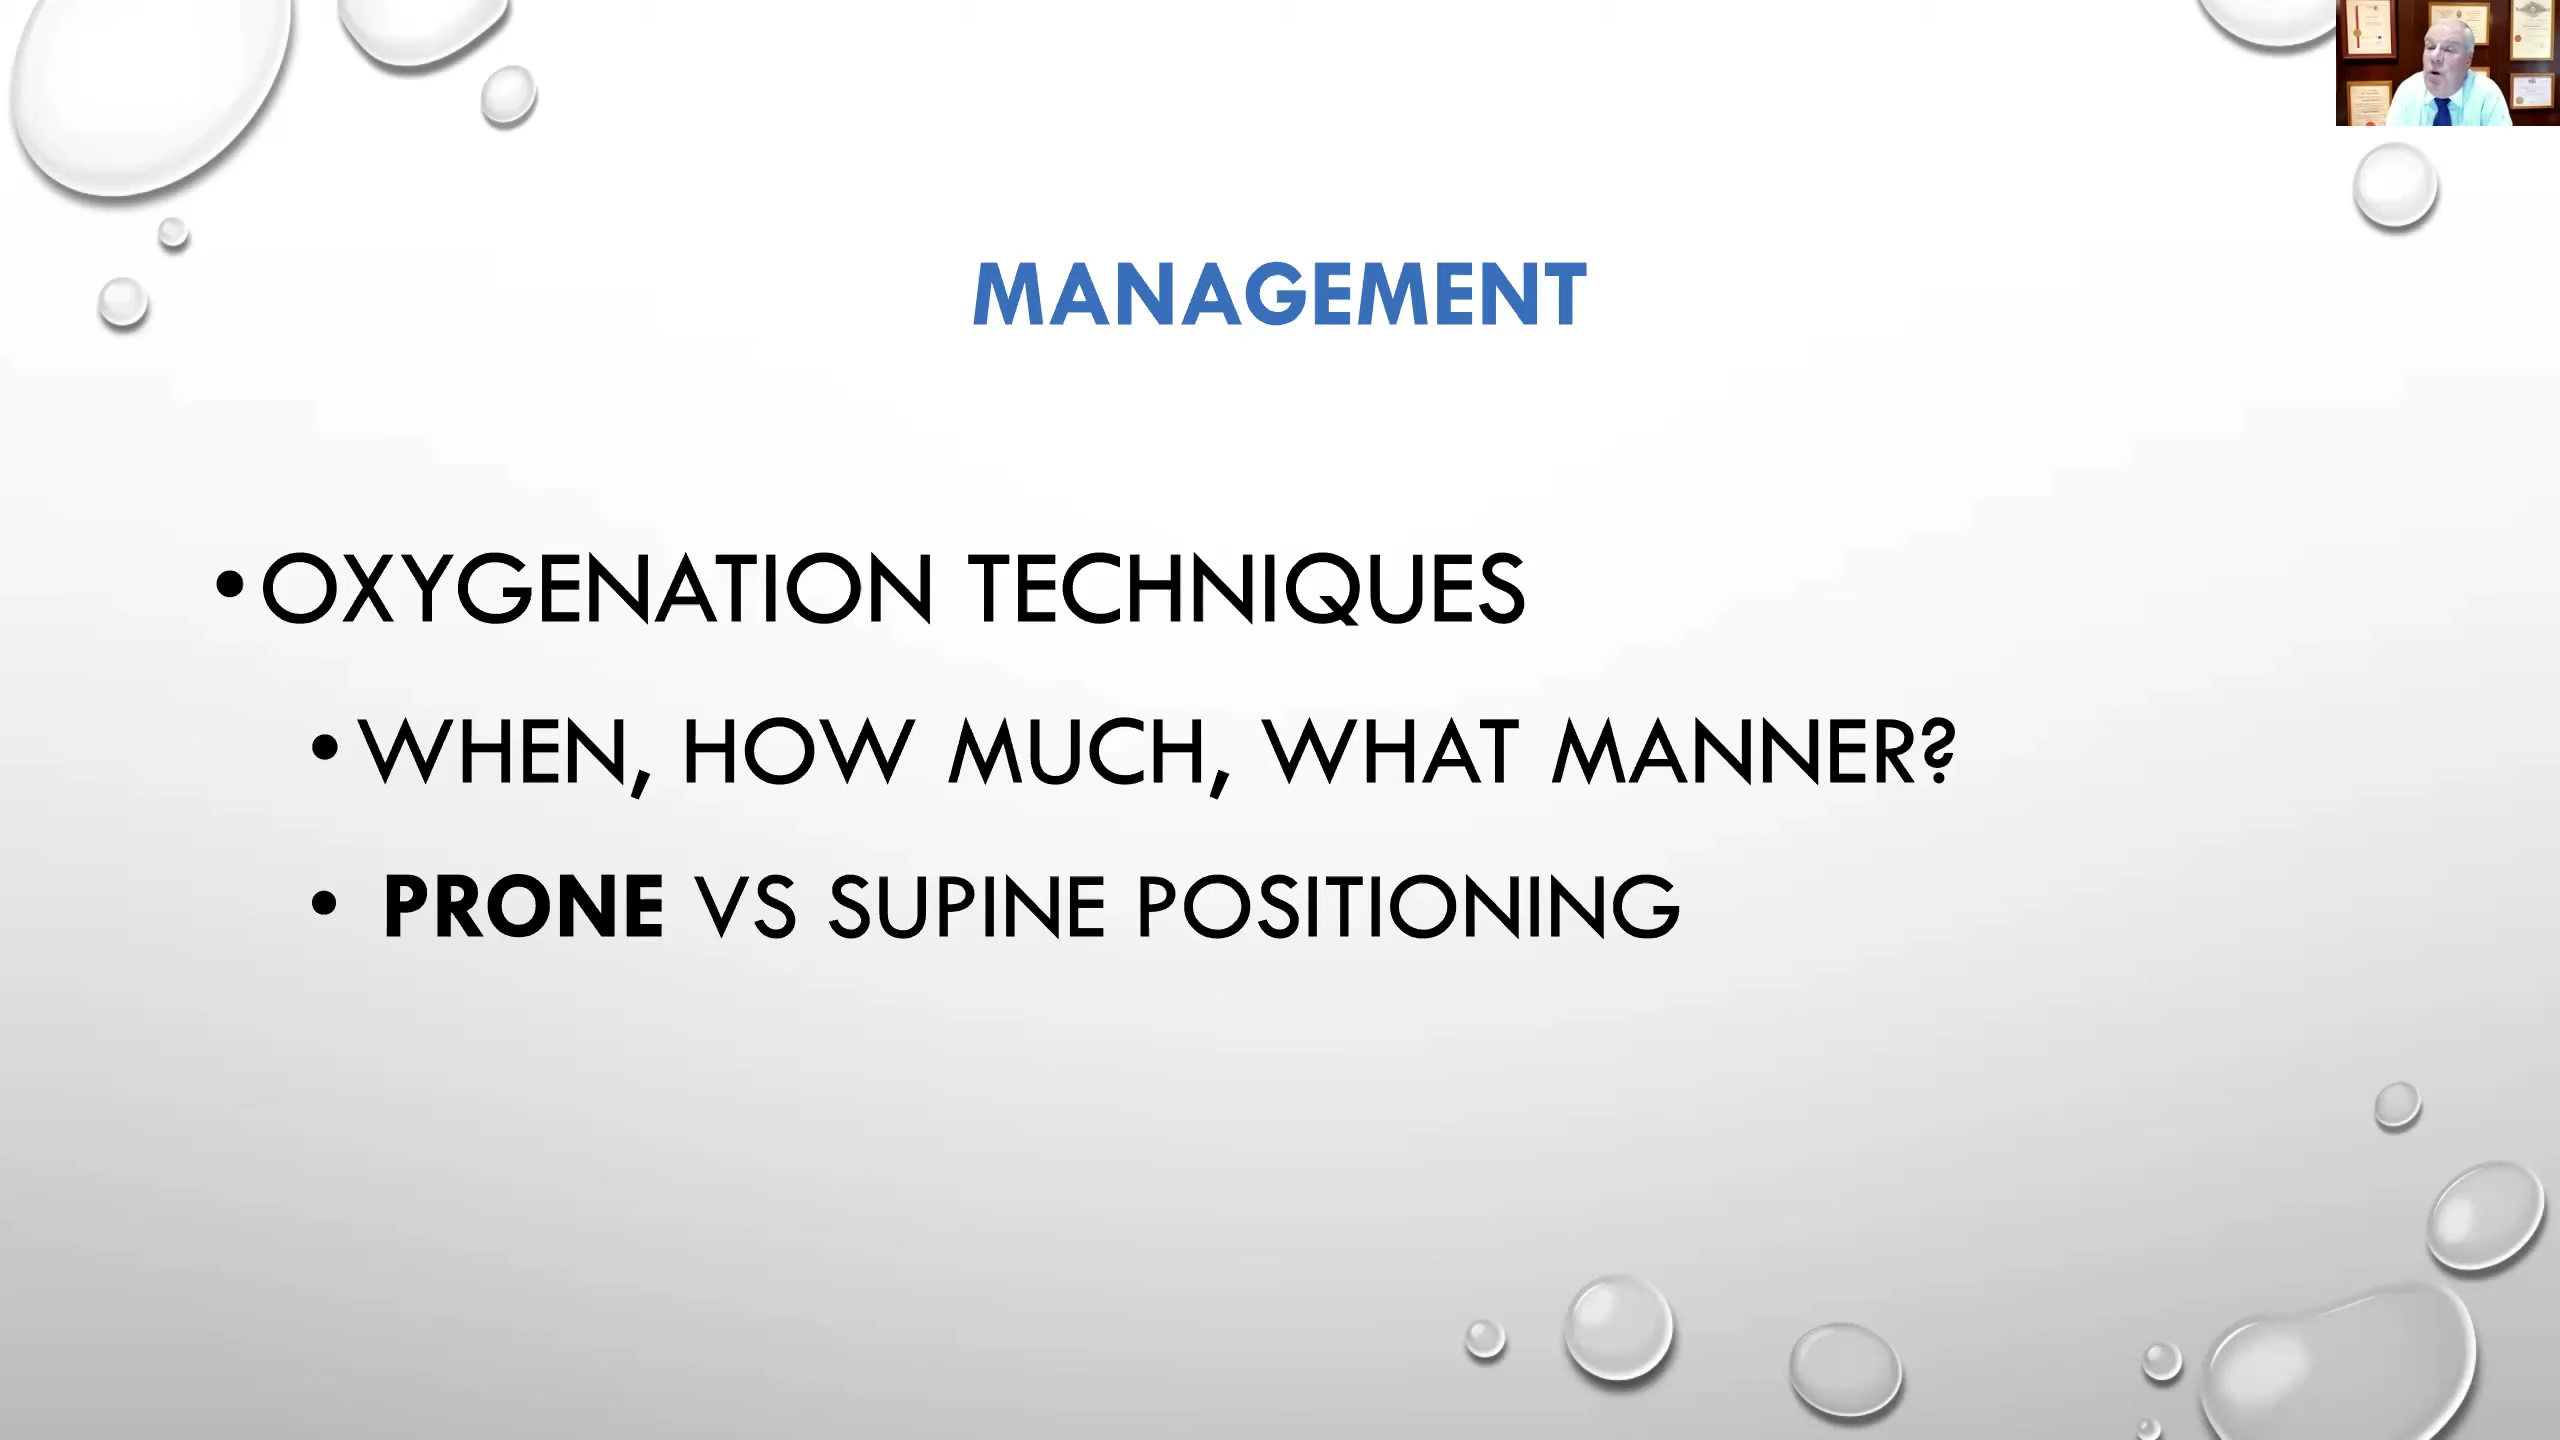 MANAGEMENT
•OXYGENATION TECHNIQUES
•WHEN, HOW MUCH, WHAT MANNER?
• PRONE VS SUPINE POSITIONING